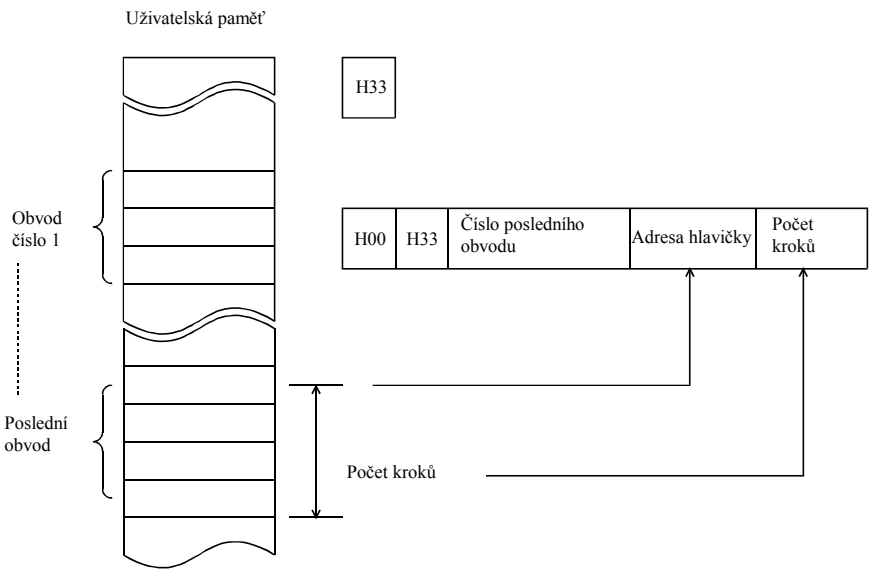 Uživatelská paměť
H33
Obvod
číslo 1
H00
H33
Číslo posledního
obvodu
Adresa hlavičky
Počet
kroků
Poslední
obvod
Počet kroků